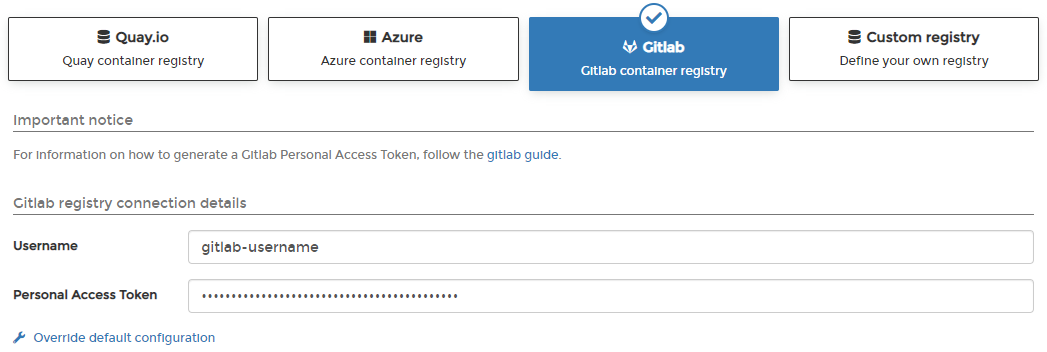 Quay.io
Quay container registry
Azure
Azure container registry
Gitlab
Gitlab container registry
Custom registry
Define your own registry
Important notice
For information on how to generate a Gitlab Personal Access Token, follow the gitlab guide.
Gitlab registry connection details
Username
gitlab-username
Personal Access Token
Override default configuration